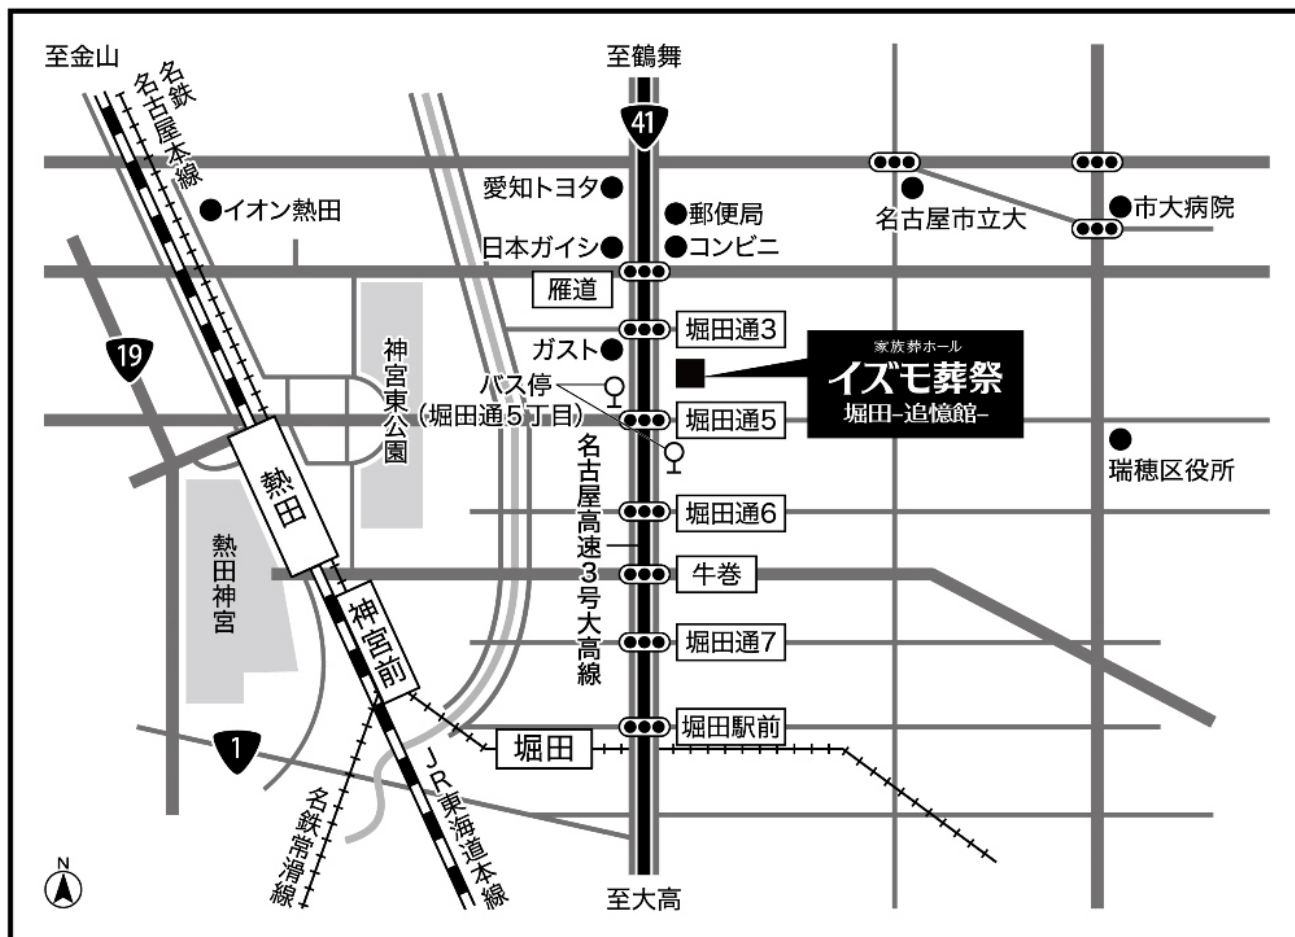 至金山
至鶴舞
名鉄
名古屋本線
41
愛知トヨタ
郵便局
名古屋市立大
市大病院
イオン熱田
日本ガイシ
コンビニ
雁道
堀田通3
19
神宮東公園
ガスト
家族葬ホール
イズモ葬祭
堀田-追憶館-
バス停
(堀田通5丁目)
堀田通5
瑞穂区役所
熱田
名古屋高速3号大高線
堀田通6
熱田神宮
牛巻
神宮前
堀田通7
堀田駅前
1
堀田
JR東海道本線
名鉄常滑線
N
至大高